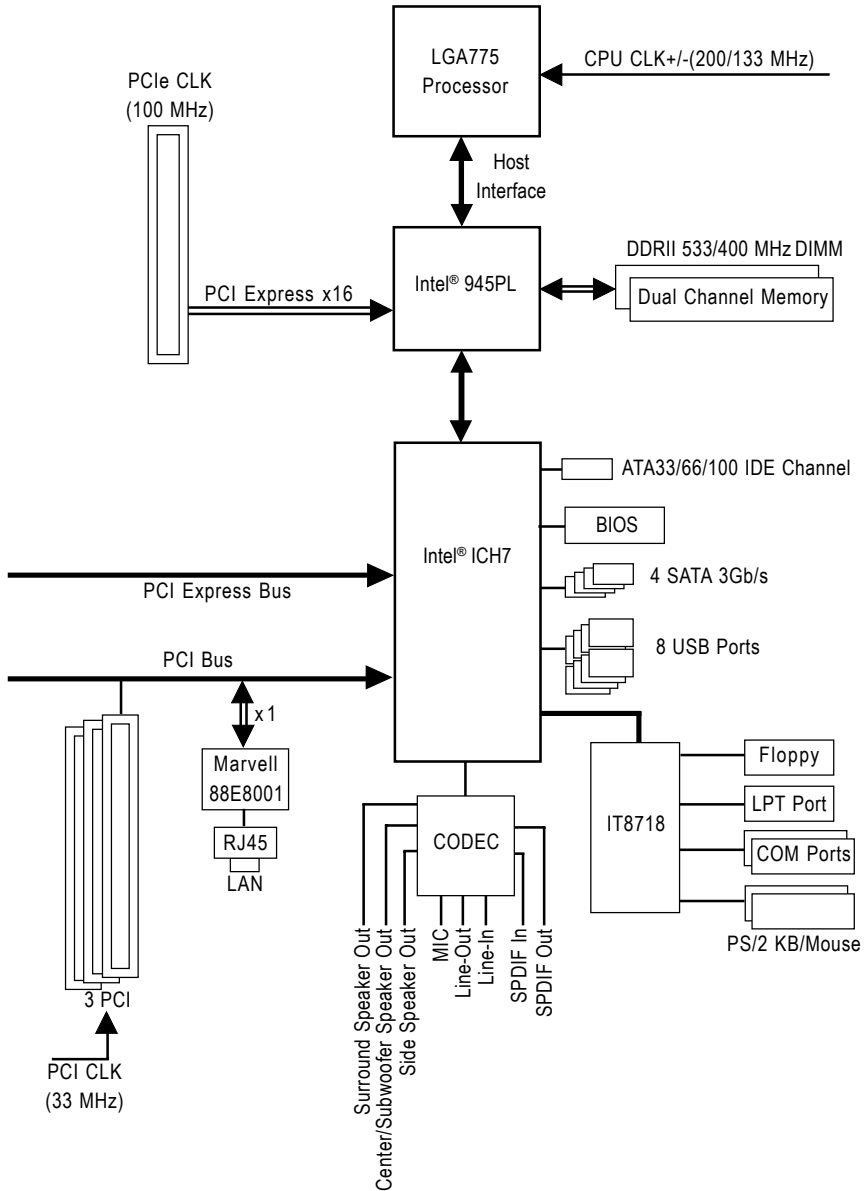 LGA775
Processor
CPU CLK+/-(200/133 MHz)
PCIe CLK
(100 MHz)
Host
Interface
DDRII 533/400 MHz DIMM
Intel® 945PL
Dual Channel Memory
PCI Express x16
ATA33/66/100 IDE Channel
BIOS
Intel® ICH7
4 SATA 3Gb/s
PCI Express Bus
8 USB Ports
PCI Bus
x1
Marvell
88E8001
RJ45
LAN
CODEC
IT8718
Floppy
LPT Port
COM Ports
PS/2 KB/Mouse
Surround Speaker Out
Center/Subwoofer Speaker Out
Side Speaker Out
MIC
Line-Out
Line-In
SPDIF In
SPDIF Out
3 PCI
PCI CLK
(33 MHz)